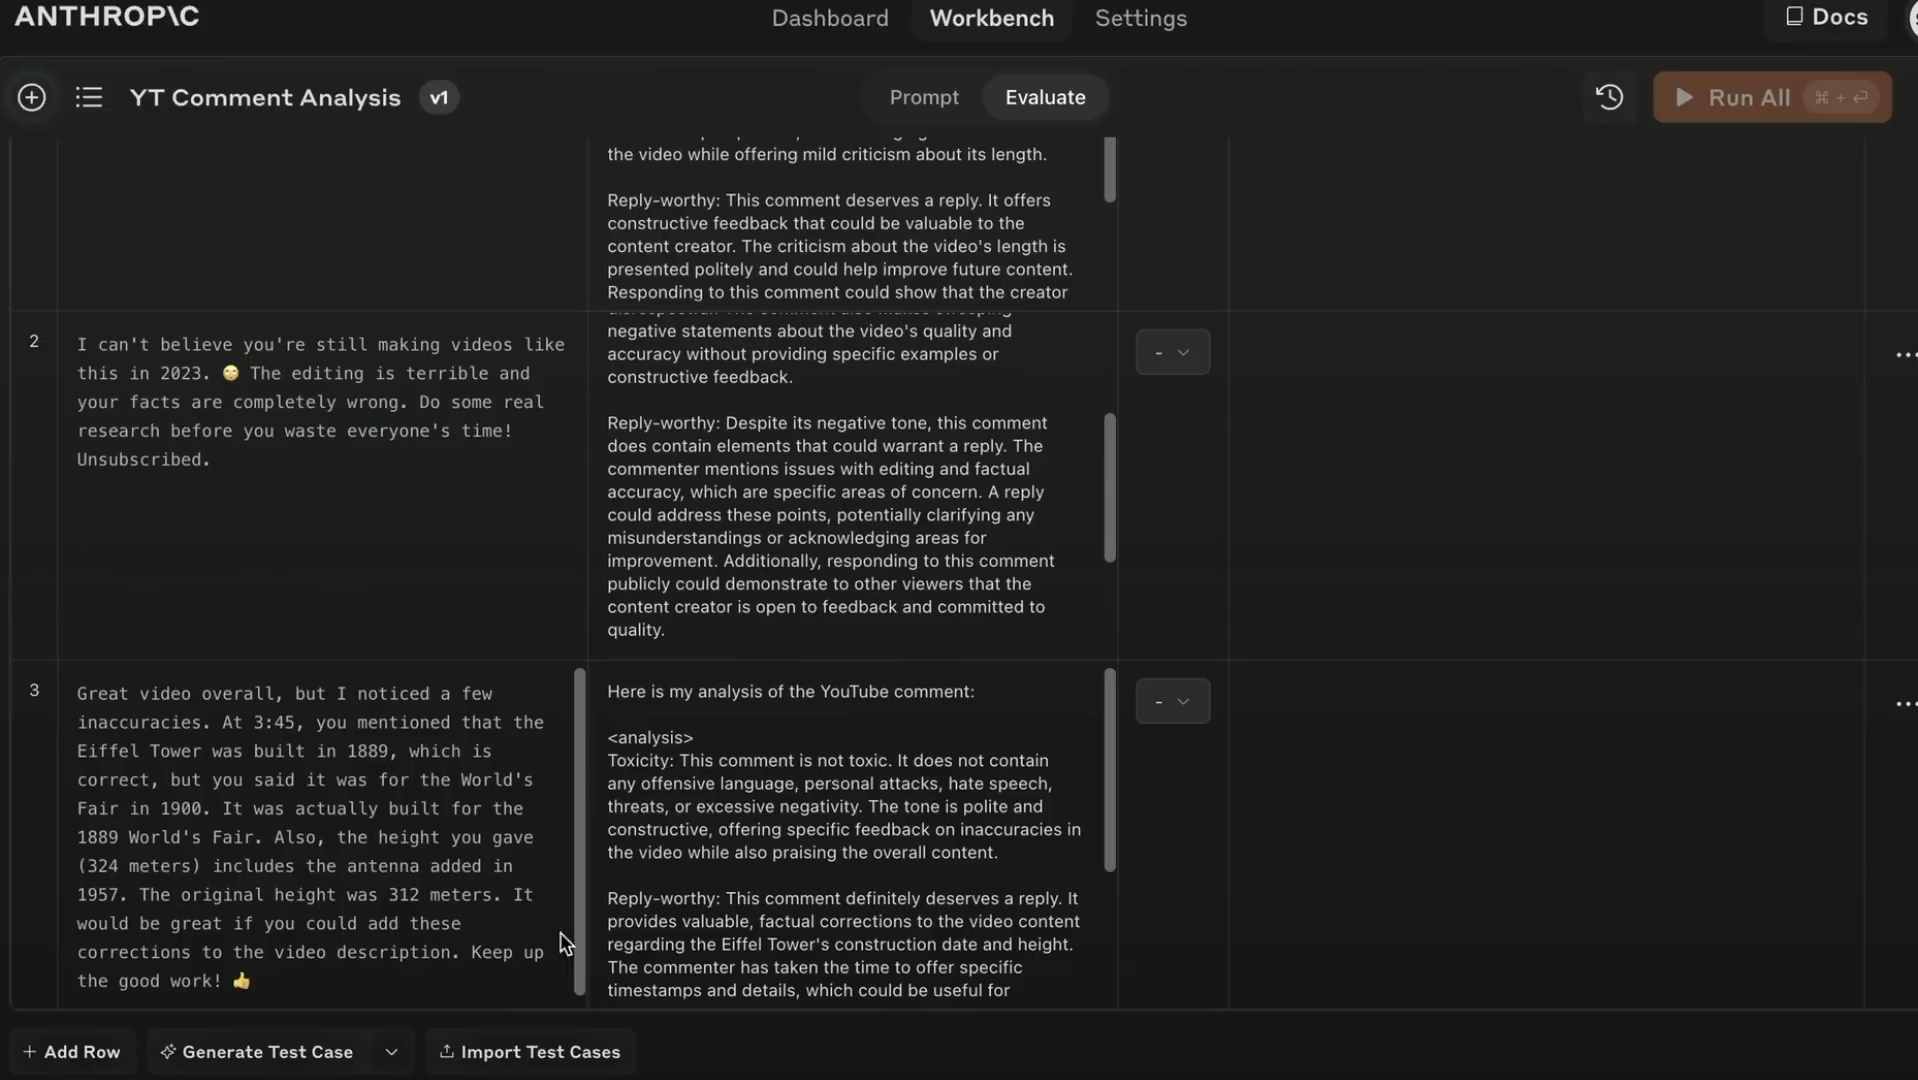 ANTHROP\C
Dashboard
Workbench
Settings
Docs
YT Comment Analysis
v1
Prompt
Evaluate
Run All
⌘ + ⏎
the video while offering mild criticism about its length.
Reply-worthy: This comment deserves a reply. It offers
constructive feedback that could be valuable to the
content creator. The criticism about the video's length is
presented politely and could help improve future content.
Responding to this comment could show that the creator
2
I can't believe you're still making videos like
this in 2023. 🙄 The editing is terrible and
your facts are completely wrong. Do some real
research before you waste everyone's time!
Unsubscribed.
negative statements about the video's quality and
accuracy without providing specific examples or
constructive feedback.
Reply-worthy: Despite its negative tone, this comment
does contain elements that could warrant a reply. The
commenter mentions issues with editing and factual
accuracy, which are specific areas of concern. A reply
could address these points, potentially clarifying any
misunderstandings or acknowledging areas for
improvement. Additionally, responding to this comment
publicly could demonstrate to other viewers that the
content creator is open to feedback and committed to
quality.
-
3
Great video overall, but I noticed a few
inaccuracies. At 3:45, you mentioned that the
Eiffel Tower was built in 1889, which is
correct, but you said it was for the World's
Fair in 1900. It was actually built for the
1889 World's Fair. Also, the height you gave
(324 meters) includes the antenna added in
1957. The original height was 312 meters. It
would be great if you could add these
corrections to the video description. Keep up
the good work! 👍
Here is my analysis of the YouTube comment:
<analysis>
Toxicity: This comment is not toxic. It does not contain
any offensive language, personal attacks, hate speech,
threats, or excessive negativity. The tone is polite and
constructive, offering specific feedback on inaccuracies in
the video while also praising the overall content.
Reply-worthy: This comment definitely deserves a reply. It
provides valuable, factual corrections to the video content
regarding the Eiffel Tower's construction date and height.
The commenter has taken the time to offer specific
timestamps and details, which could be useful for
-
+ Add Row
Generate Test Case
Import Test Cases